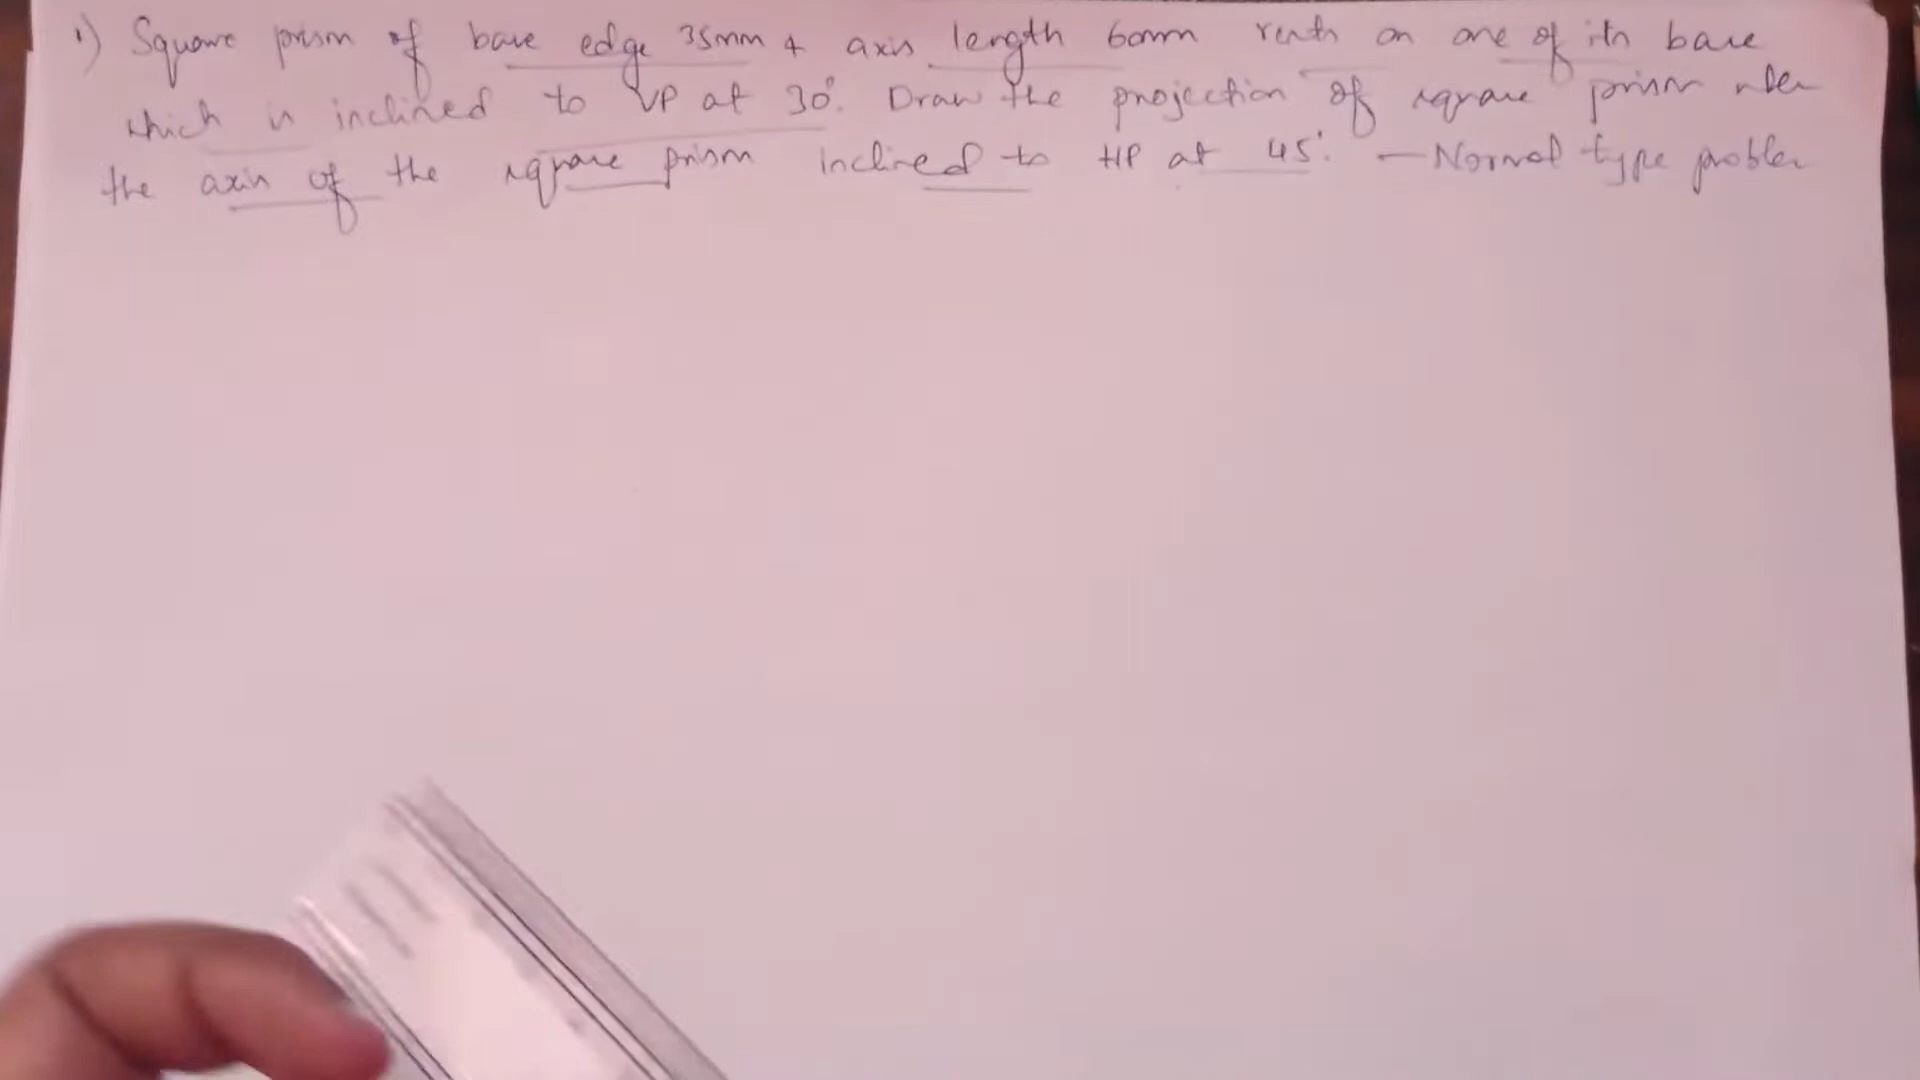 1) Square prism of base edge 35mm & axis length 60mm rests on one of its base
which is inclined to VP at 30°. Draw the projection of square prism when
the axis of the square prism inclined to HP at 45°. — Normal type problem